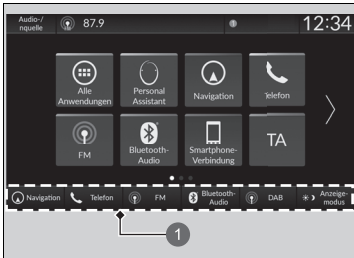 Audio-/
nquelle
87.9
12:34
Alle
Anwendungen
Personal
Assistant
Navigation
Telefon
FM
Bluetooth-
Audio
Smartphone-
Verbindung
TA
Navigation
Telefon
FM
Bluetooth-
Audio
DAB
Anzeige-
modus
1